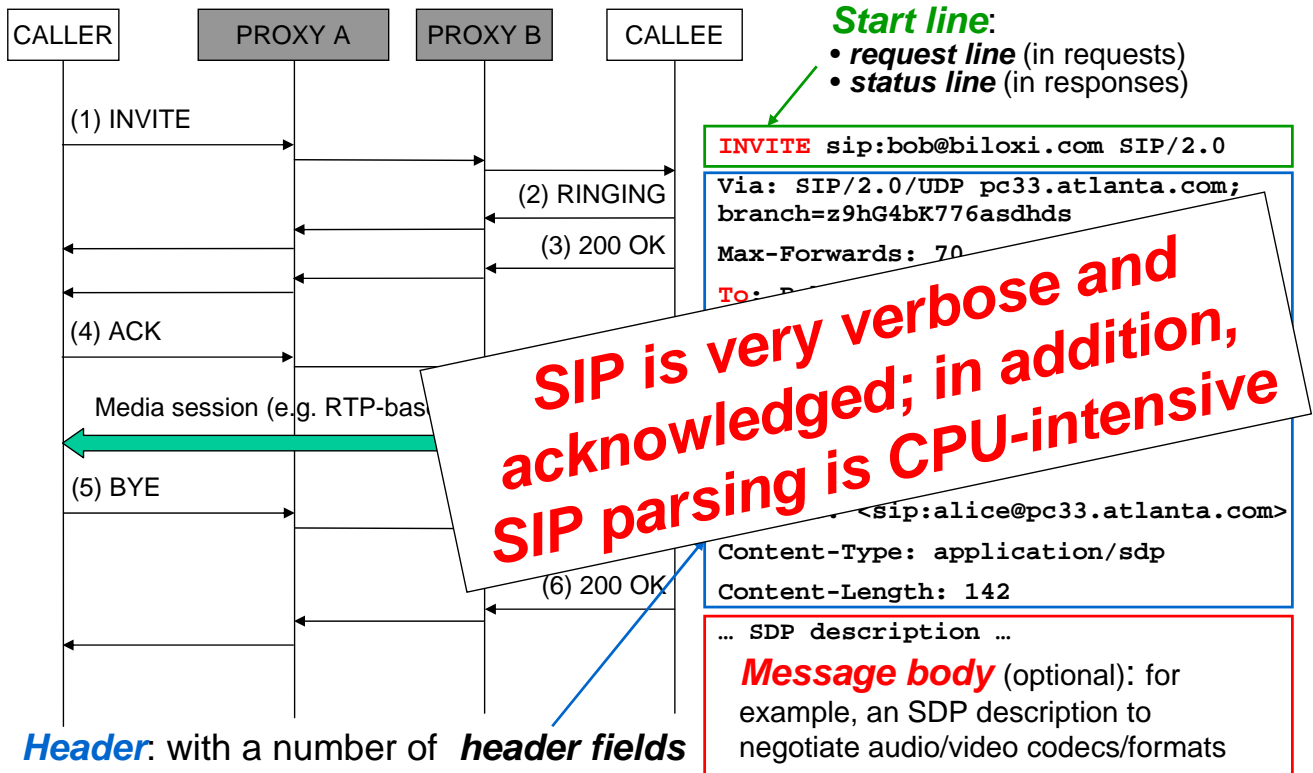 CALLER
PROXY A
PROXY B
CALLEE
Start line:
• request line (in requests)
• status line (in responses)
(1) INVITE
(2) RINGING
(3) 200 OK
(4) ACK
Media session (e.g. RTP-bas
(5) BYE
(6) 200 OK
INVITE sip:bob@biloxi.com SIP/2.0
Via: SIP/2.0/UDP pc33.atlanta.com;
branch=z9hG4bK776asdhds
Max-Forwards: 70
To:
SIP is very verbose and
acknowledged; in addition,
SIP parsing is CPU-intensive
<sip:alice@pc33.atlanta.com>
Content-Type: application/sdp
Content-Length: 142
… SDP description …
Message body (optional): for
example, an SDP description to
negotiate audio/video codecs/formats
Header: with a number of header fields